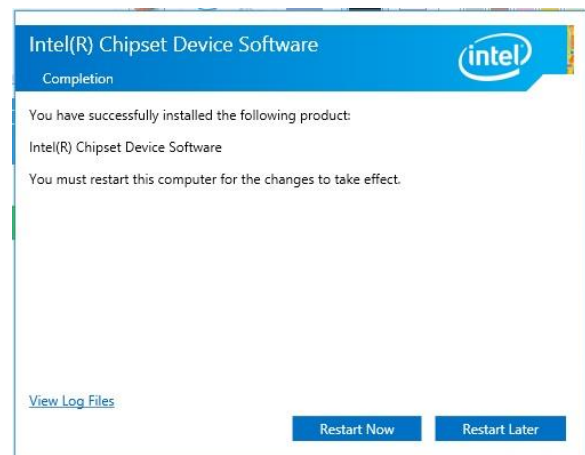 Intel(R) Chipset Device Software
intel
Completion
You have successfully installed the following product:
Intel(R) Chipset Device Software
You must restart this computer for the changes to take effect.
View Log Files
Restart Now
Restart Later